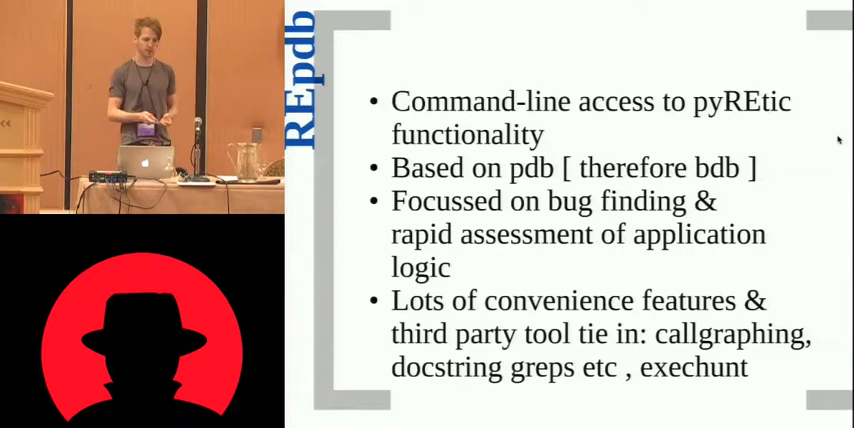 REpdb
• Command-line access to pyREtic
functionality
• Based on pdb [ therefore bdb ]
• Focussed on bug finding &
rapid assessment of application
logic
• Lots of convenience features &
third party tool tie in: callgraphing,
docstring greps etc , exechunt